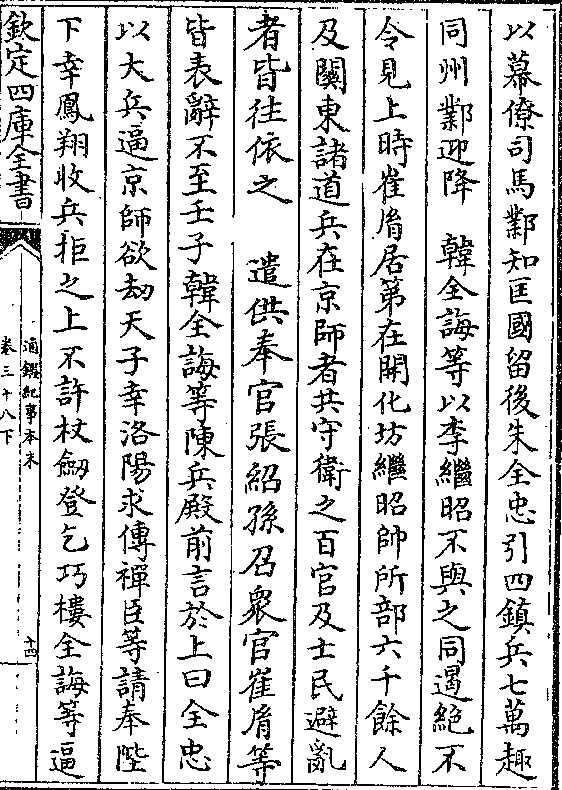 以幕僚司馬鄴知匡國留後朱全忠引四鎮兵七萬趣
同州鄴迎降　韓全誨等以李繼昭不與之同遏絶不
令見上時崔胤居第在開化坊繼昭帥所部六千餘人
及關東諸道兵在京師者共守衛之百官及士民避亂
者皆往依之　遣供奉官張紹孫召衆官崔胤等
皆表辭不至壬子韓全誨等陳兵殿前言於上曰全忠
以大兵逼京師欲劫天子幸洛陽求傳禪臣等請奉陛
下幸鳳翔收兵拒之上不許杖劒登乞巧樓全誨等逼
欽定四庫全書
通鑑紀事本末
卷三十八下
十四